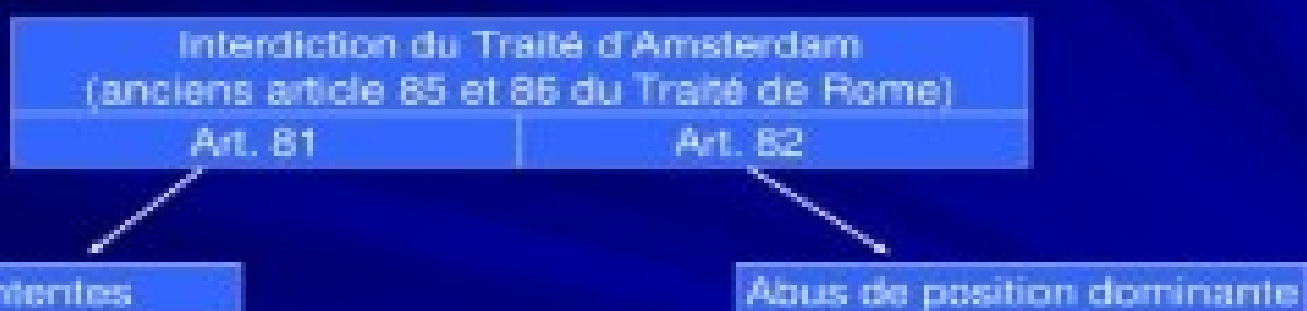 Interdiction du Traité d'Amsterdam
(anciens article 85 et 86 du Traité de Rome)
Art. 81
Art. 82
ntentes
Abus de position dominante